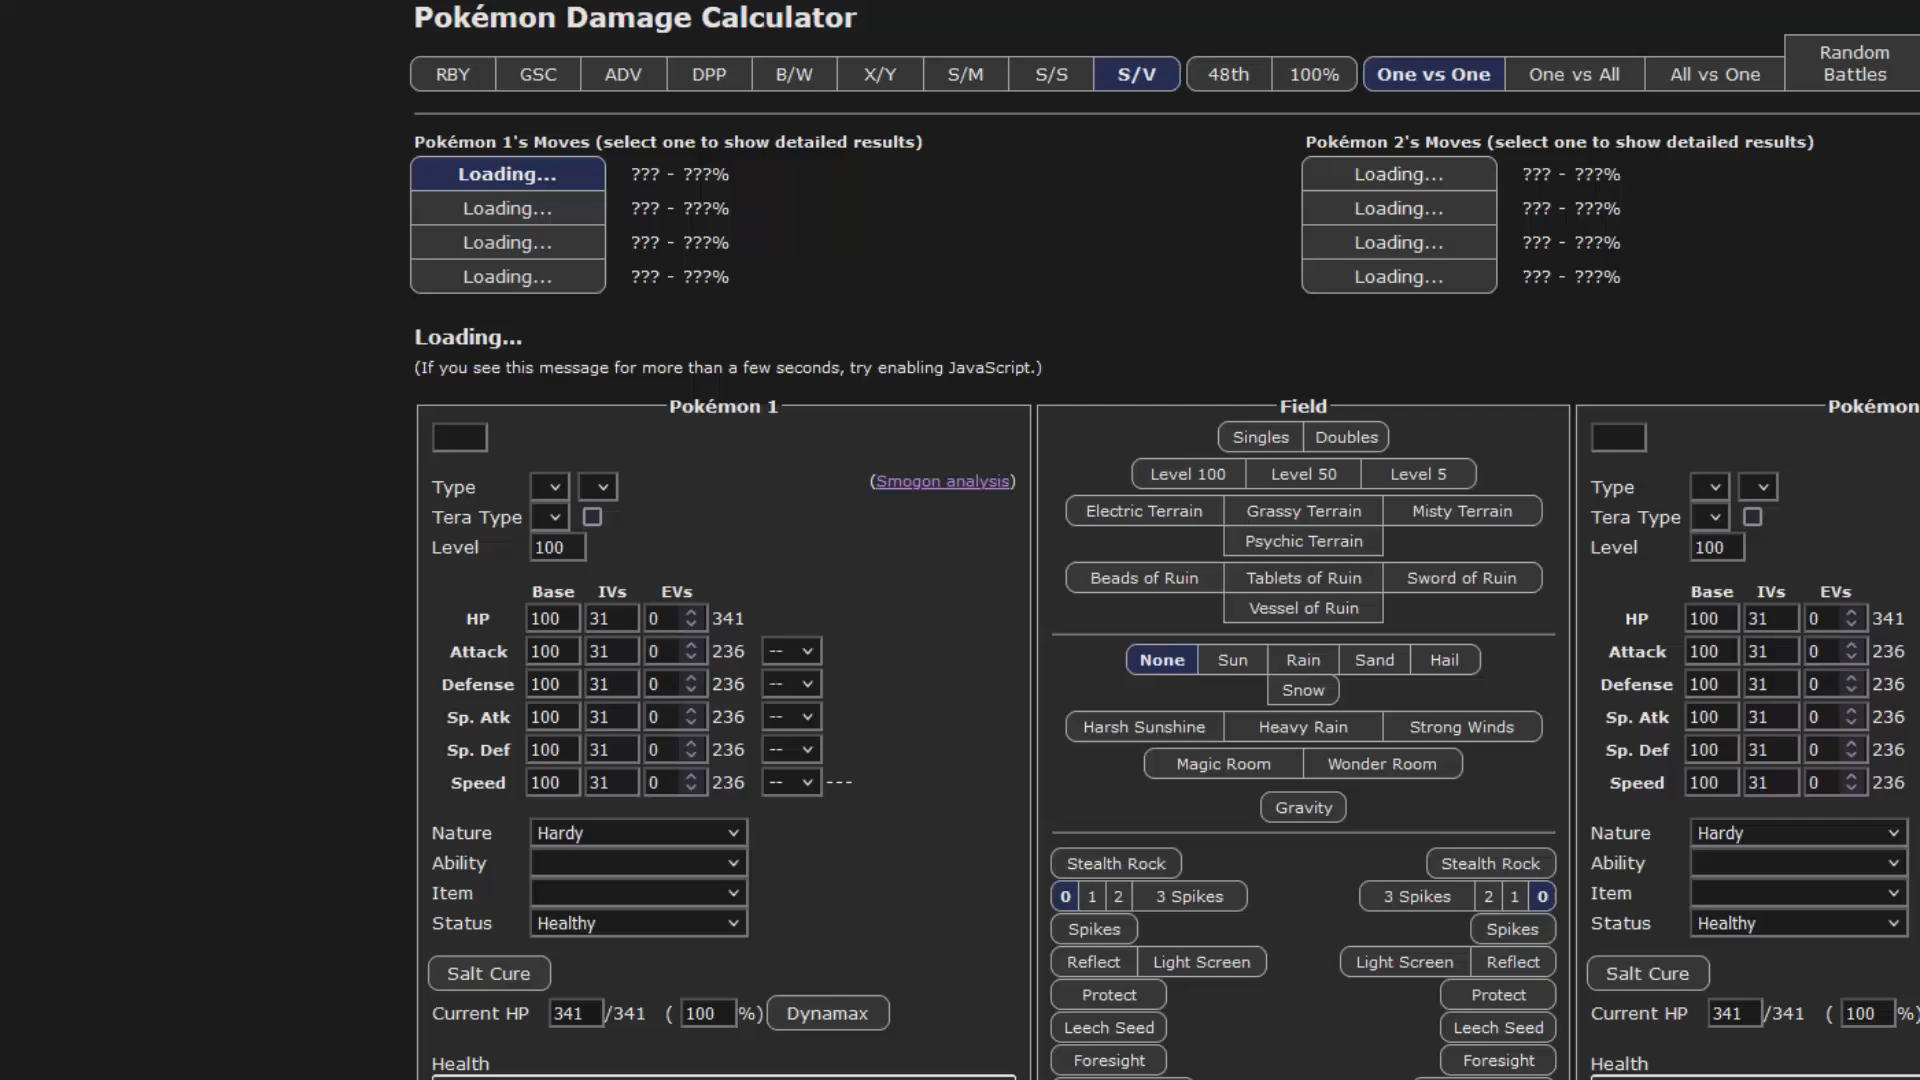 Pokémon Damage Calculator
RBY GSC ADV DPP B/W X/Y S/M S/S S/V 48th 100% One vs One One vs All All vs One Random Battles
Pokémon 1's Moves (select one to show detailed results) Pokémon 2's Moves (select one to show detailed results)
Loading... ??? - ???% Loading... ??? - ???%
Loading... ??? - ???% Loading... ??? - ???%
Loading... ??? - ???% Loading... ??? - ???%
Loading... ??? - ???% Loading... ??? - ???%
Loading...
(If you see this message for more than a few seconds, try enabling JavaScript.)
Pokémon 1
(Smogon analysis)
Type
Tera Type
Level 100
Base IVs EVs
HP 100 31 0 341
Attack 100 31 0 236 --
Defense 100 31 0 236 --
Sp. Atk 100 31 0 236 --
Sp. Def 100 31 0 236 --
Speed 100 31 0 236 -- ---
Nature Hardy
Ability
Item
Status Healthy
Salt Cure
Current HP 341 /341 ( 100 %) Dynamax
Health
Field
Singles Doubles
Level 100 Level 50 Level 5
Electric Terrain Grassy Terrain Misty Terrain
Psychic Terrain
Beads of Ruin Tablets of Ruin Sword of Ruin
Vessel of Ruin
None Sun Rain Sand Hail
Snow
Harsh Sunshine Heavy Rain Strong Winds
Magic Room Wonder Room
Gravity
Stealth Rock Stealth Rock
0 1 2 3 Spikes 3 Spikes 2 1 0
Spikes Spikes
Reflect Light Screen Light Screen Reflect
Protect Protect
Leech Seed Leech Seed
Foresight Foresight
Pokémon
Type
Tera Type
Level 100
Base IVs EVs
HP 100 31 0 341
Attack 100 31 0 236
Defense 100 31 0 236
Sp. Atk 100 31 0 236
Sp. Def 100 31 0 236
Speed 100 31 0 236
Nature Hardy
Ability
Item
Status Healthy
Salt Cure
Current HP 341 /341 ( 100 %)
Health